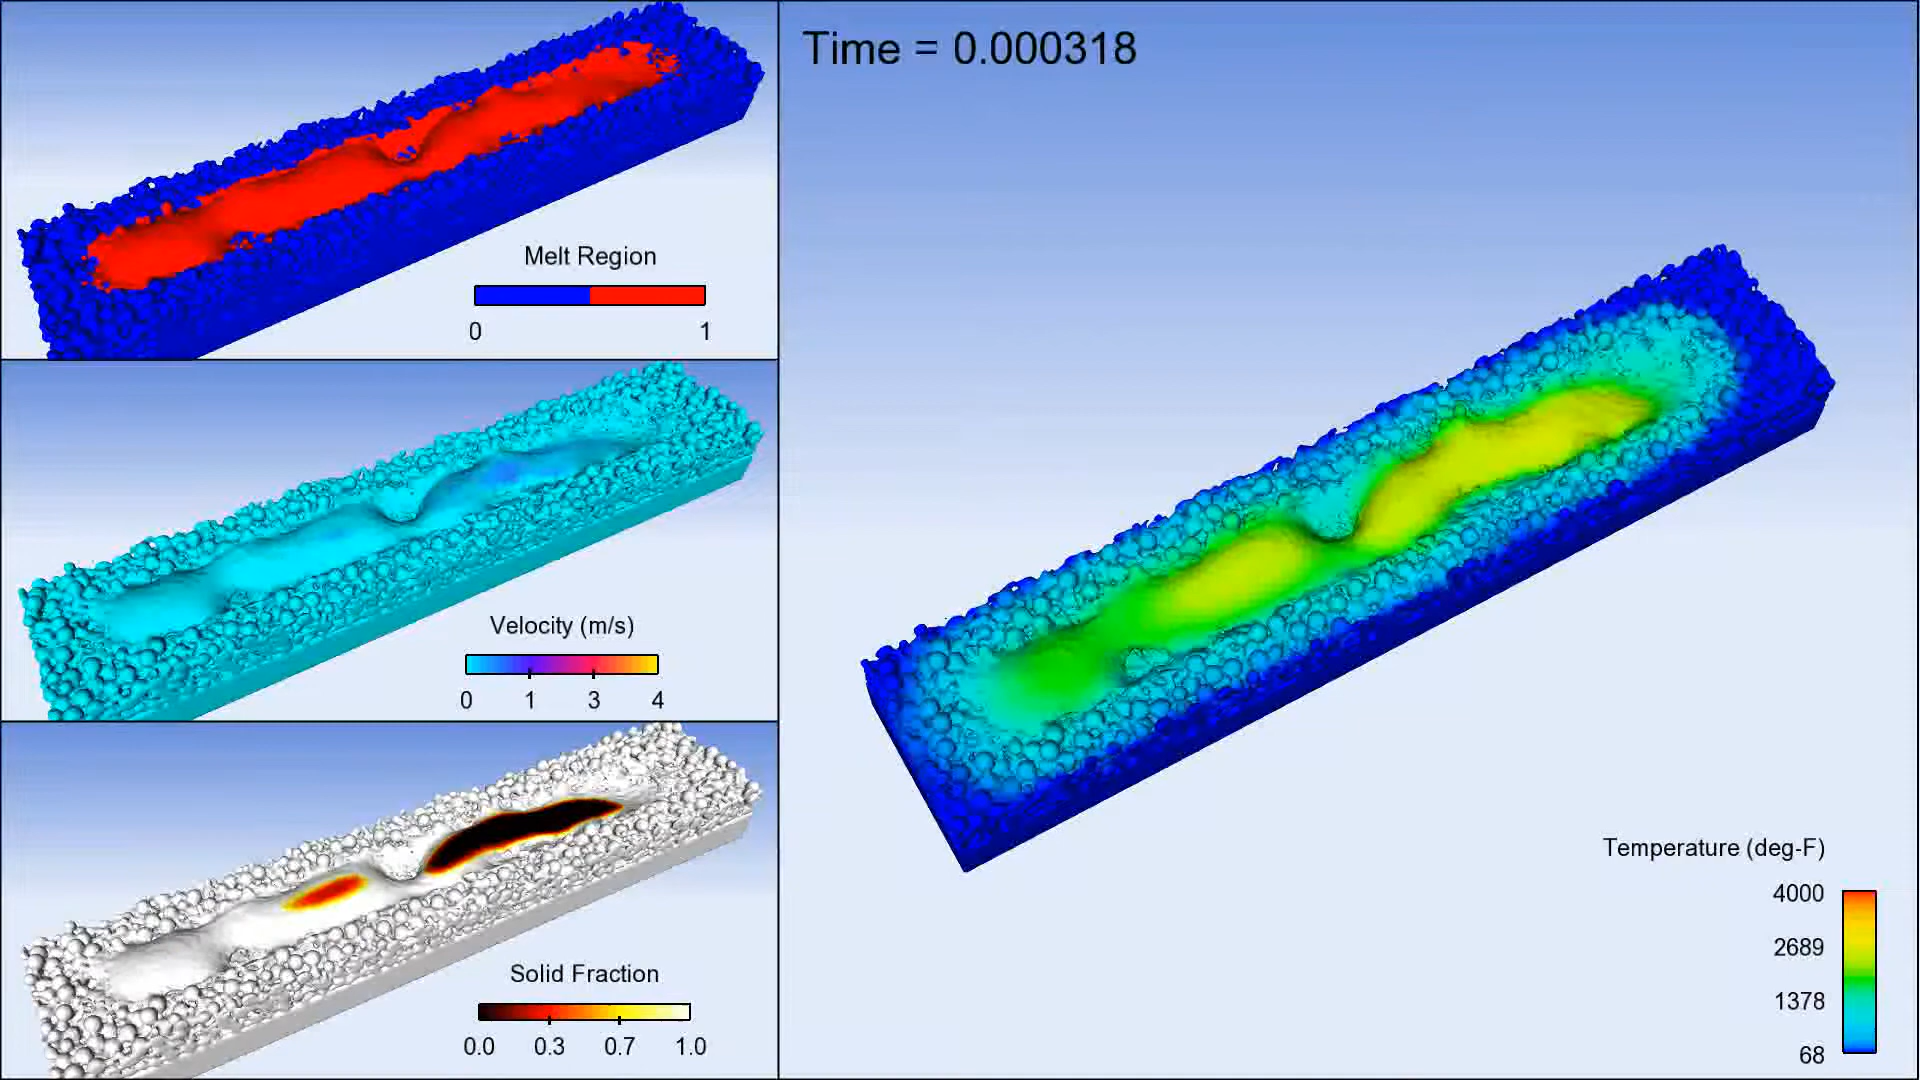 Time = 0.000318
Melt Region
0 1
Velocity (m/s)
0 1 3 4
Solid Fraction
0.0 0.3 0.7 1.0
Temperature (deg-F)
4000
2689
1378
68